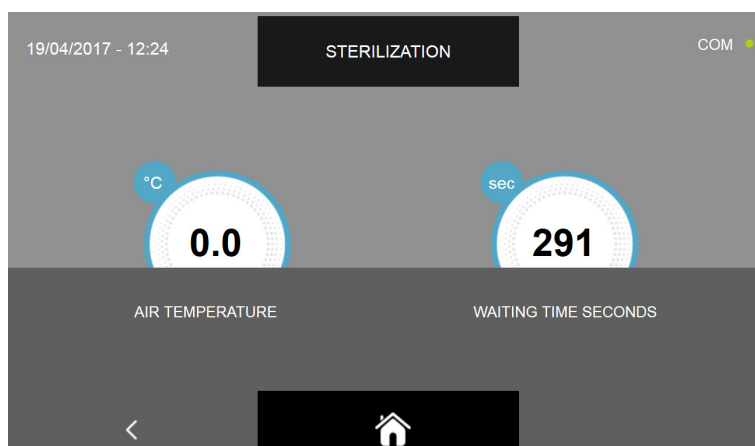 19/04/2017 - 12:24
STERILIZATION
COM
°C
sec
0.0
291
AIR TEMPERATURE
WAITING TIME SECONDS